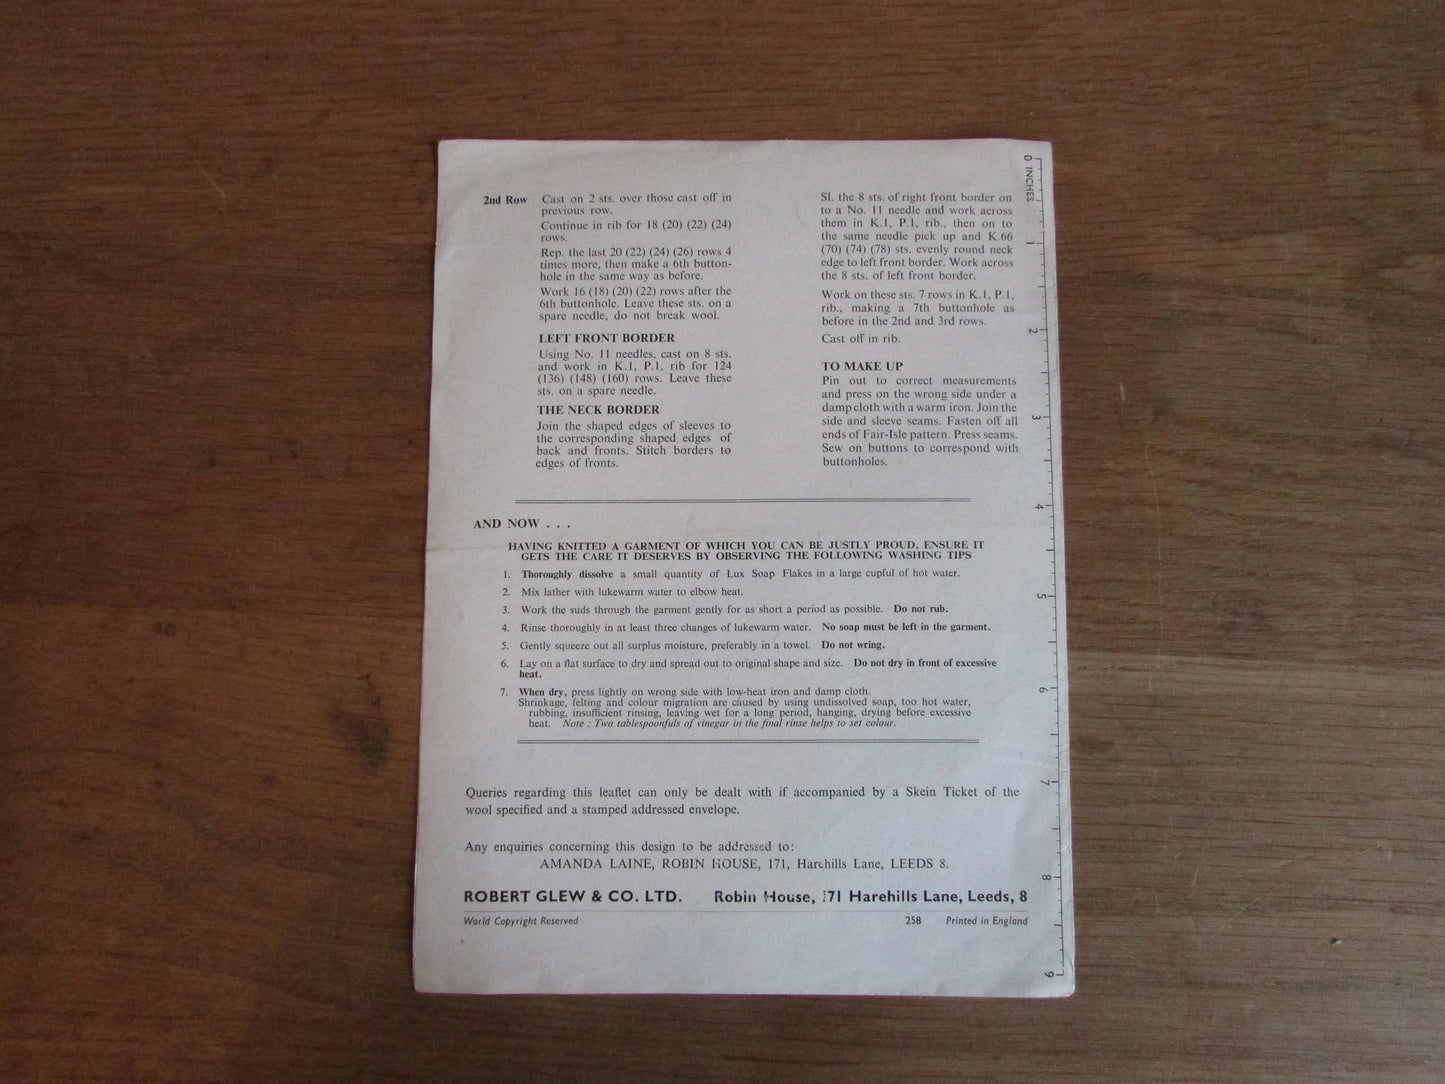 2nd Row Cast on 2 sts. over those cast off in
previous row.
Continue in rib for 18 (20) (22) (24)
rows.
Rep. the last 20 (22) (24) (26) rows 4
times more, then make a 6th button-
hole in the same way as before.
Work 16 (18) (20) (22) rows after the
6th buttonhole. Leave these sts. on a
spare needle, do not break wool.
LEFT FRONT BORDER
Using No. 11 needles, cast on 8 sts.
and work in K.1, P.1, rib for 124
(136) (148) (160) rows. Leave these
sts. on a spare needle.
THE NECK BORDER
Join the shaped edges of sleeves to
the corresponding shaped edges of
back and fronts. Stitch borders to
edges of fronts.
Sl. the 8 sts. of right front border on
to a No. 11 needle and work across
them in K.1, P.1, rib., then on to
the same needle pick up and K.66
(70) (74) (78) sts. evenly round neck
edge to left front border. Work across
the 8 sts. of left front border.
Work on these sts. 7 rows in K.1, P.1,
rib., making a 7th buttonhole as
before in the 2nd and 3rd rows.
Cast off in rib.
TO MAKE UP
Pin out to correct measurements
and press on the wrong side under a
damp cloth with a warm iron. Join the
side and sleeve seams. Fasten off all
ends of Fair-Isle pattern. Press seams.
Sew on buttons to correspond with
buttonholes.
0 INCHES
1
2
3
4
5
6
7
8
9
AND NOW . . .
HAVING KNITTED A GARMENT OF WHICH YOU CAN BE JUSTLY PROUD, ENSURE IT
GETS THE CARE IT DESERVES BY OBSERVING THE FOLLOWING WASHING TIPS
1. Thoroughly dissolve a small quantity of Lux Soap Flakes in a large cupful of hot water.
2. Mix lather with lukewarm water to elbow heat.
3. Work the suds through the garment gently for as short a period as possible. Do not rub.
4. Rinse thoroughly in at least three changes of lukewarm water. No soap must be left in the garment.
5. Gently squeeze out all surplus moisture, preferably in a towel. Do not wring.
6. Lay on a flat surface to dry and spread out to original shape and size. Do not dry in front of excessive
heat.
7. When dry, press lightly on wrong side with low-heat iron and damp cloth.
Shrinkage, felting and colour migration are caused by using undissolved soap, too hot water,
rubbing, insufficient rinsing, leaving wet for a long period, hanging, drying before excessive
heat. Note : Two tablespoonfuls of vinegar in the final rinse helps to set colour.
Queries regarding this leaflet can only be dealt with if accompanied by a Skein Ticket of the
wool specified and a stamped addressed envelope.
Any enquiries concerning this design to be addressed to:
AMANDA LAINE, ROBIN HOUSE, 171, Harehills Lane, LEEDS 8.
ROBERT GLEW & CO. LTD. Robin House, 171 Harehills Lane, Leeds, 8
World Copyright Reserved 258 Printed in England